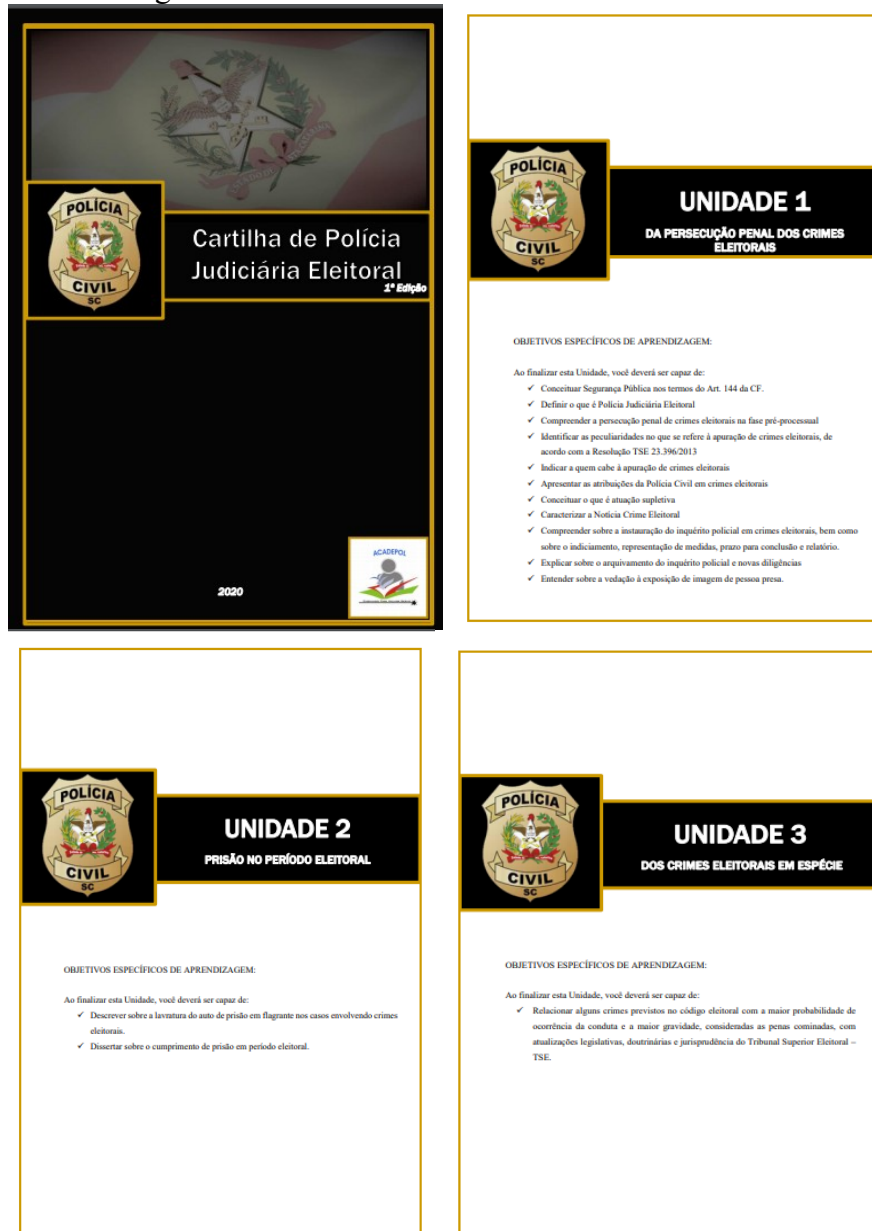 POLÍCIA
CIVIL
SC
Cartilha de Polícia
Judiciária Eleitoral
1ª Edição
ACADEPOL
2020
POLÍCIA
CIVIL
SC
UNIDADE 1
DA PERSECUÇÃO PENAL DOS CRIMES
ELEITORAIS
OBJETIVOS ESPECÍFICOS DE APRENDIZAGEM:
Ao finalizar esta Unidade, você deverá ser capaz de:
✓ Conceituar Segurança Pública nos termos do Art. 144 da CF.
✓ Definir o que é Polícia Judiciária Eleitoral
✓ Compreender a persecução penal de crimes eleitorais na fase pré-processual
✓ Identificar as peculiaridades no que se refere à apuração de crimes eleitorais, de
acordo com a Resolução TSE 23.396/2013
✓ Indicar a quem cabe à apuração de crimes eleitorais
✓ Apresentar as atribuições da Polícia Civil em crimes eleitorais
✓ Conceituar o que é atuação supletiva
✓ Caracterizar a Notícia Crime Eleitoral
✓ Compreender sobre a instauração do inquérito policial em crimes eleitorais, bem como
sobre o indiciamento, representação de medidas, prazo para conclusão e relatório.
✓ Explicar sobre o arquivamento do inquérito policial e novas diligências
✓ Entender sobre a vedação à exposição de imagem de pessoa presa.
POLÍCIA
CIVIL
SC
UNIDADE 2
PRISÃO NO PERÍODO ELEITORAL
OBJETIVOS ESPECÍFICOS DE APRENDIZAGEM:
Ao finalizar esta Unidade, você deverá ser capaz de:
✓ Descrever sobre a lavratura do auto de prisão em flagrante nos casos envolvendo crimes
eleitorais.
✓ Dissertar sobre o cumprimento de prisão em período eleitoral.
POLÍCIA
CIVIL
SC
UNIDADE 3
DOS CRIMES ELEITORAIS EM ESPÉCIE
OBJETIVOS ESPECÍFICOS DE APRENDIZAGEM:
Ao finalizar esta Unidade, você deverá ser capaz de:
✓ Relacionar alguns crimes previstos no código eleitoral com a maior probabilidade de
ocorrência da conduta e a maior gravidade, consideradas as penas cominadas, com
atualizações legislativas, doutrinárias e jurisprudência do Tribunal Superior Eleitoral –
TSE.